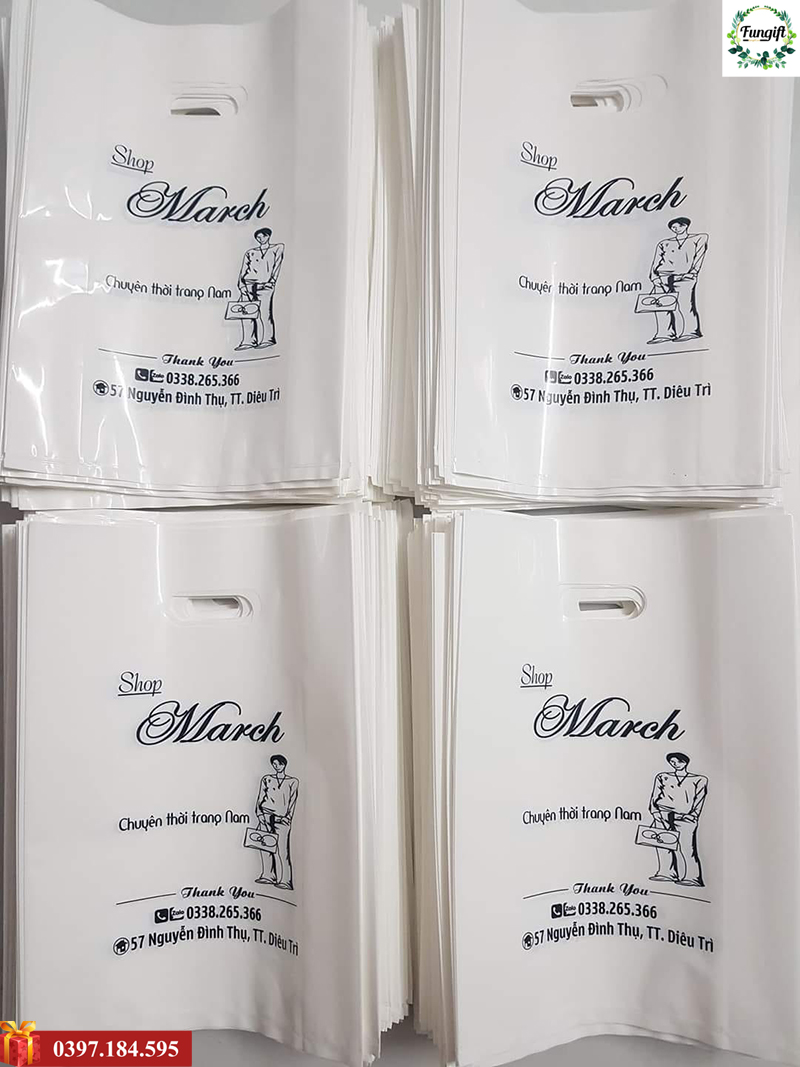 Fungift
Shop
March
Chuyên thời trang Nam
Thank You
Zalo 0338.265.366
57 Nguyễn Đình Thụ, TT. Diêu Trì
Shop
March
Chuyên thời trang Nam
Thank You
Zalo 0338.265.366
57 Nguyễn Đình Thụ, TT. Diêu Trì
Shop
March
Chuyên thời trang Nam
Thank You
Zalo 0338.265.366
57 Nguyễn Đình Thụ, TT. Diêu Trì
Shop
March
Chuyên thời trang Nam
Thank You
Zalo 0338.265.366
57 Nguyễn Đình Thụ, TT. Diêu Trì
0397.184.595